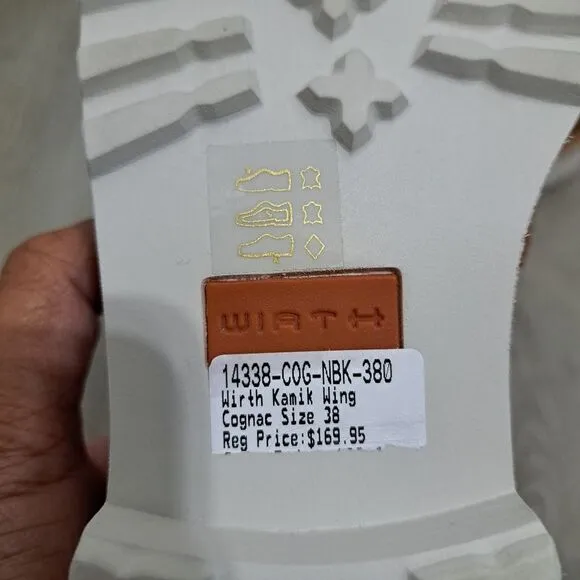 WIRTH
14338-COG-NBK-380
Wirth Kamik Wing
Cognac Size 38
Reg Price:$169.95